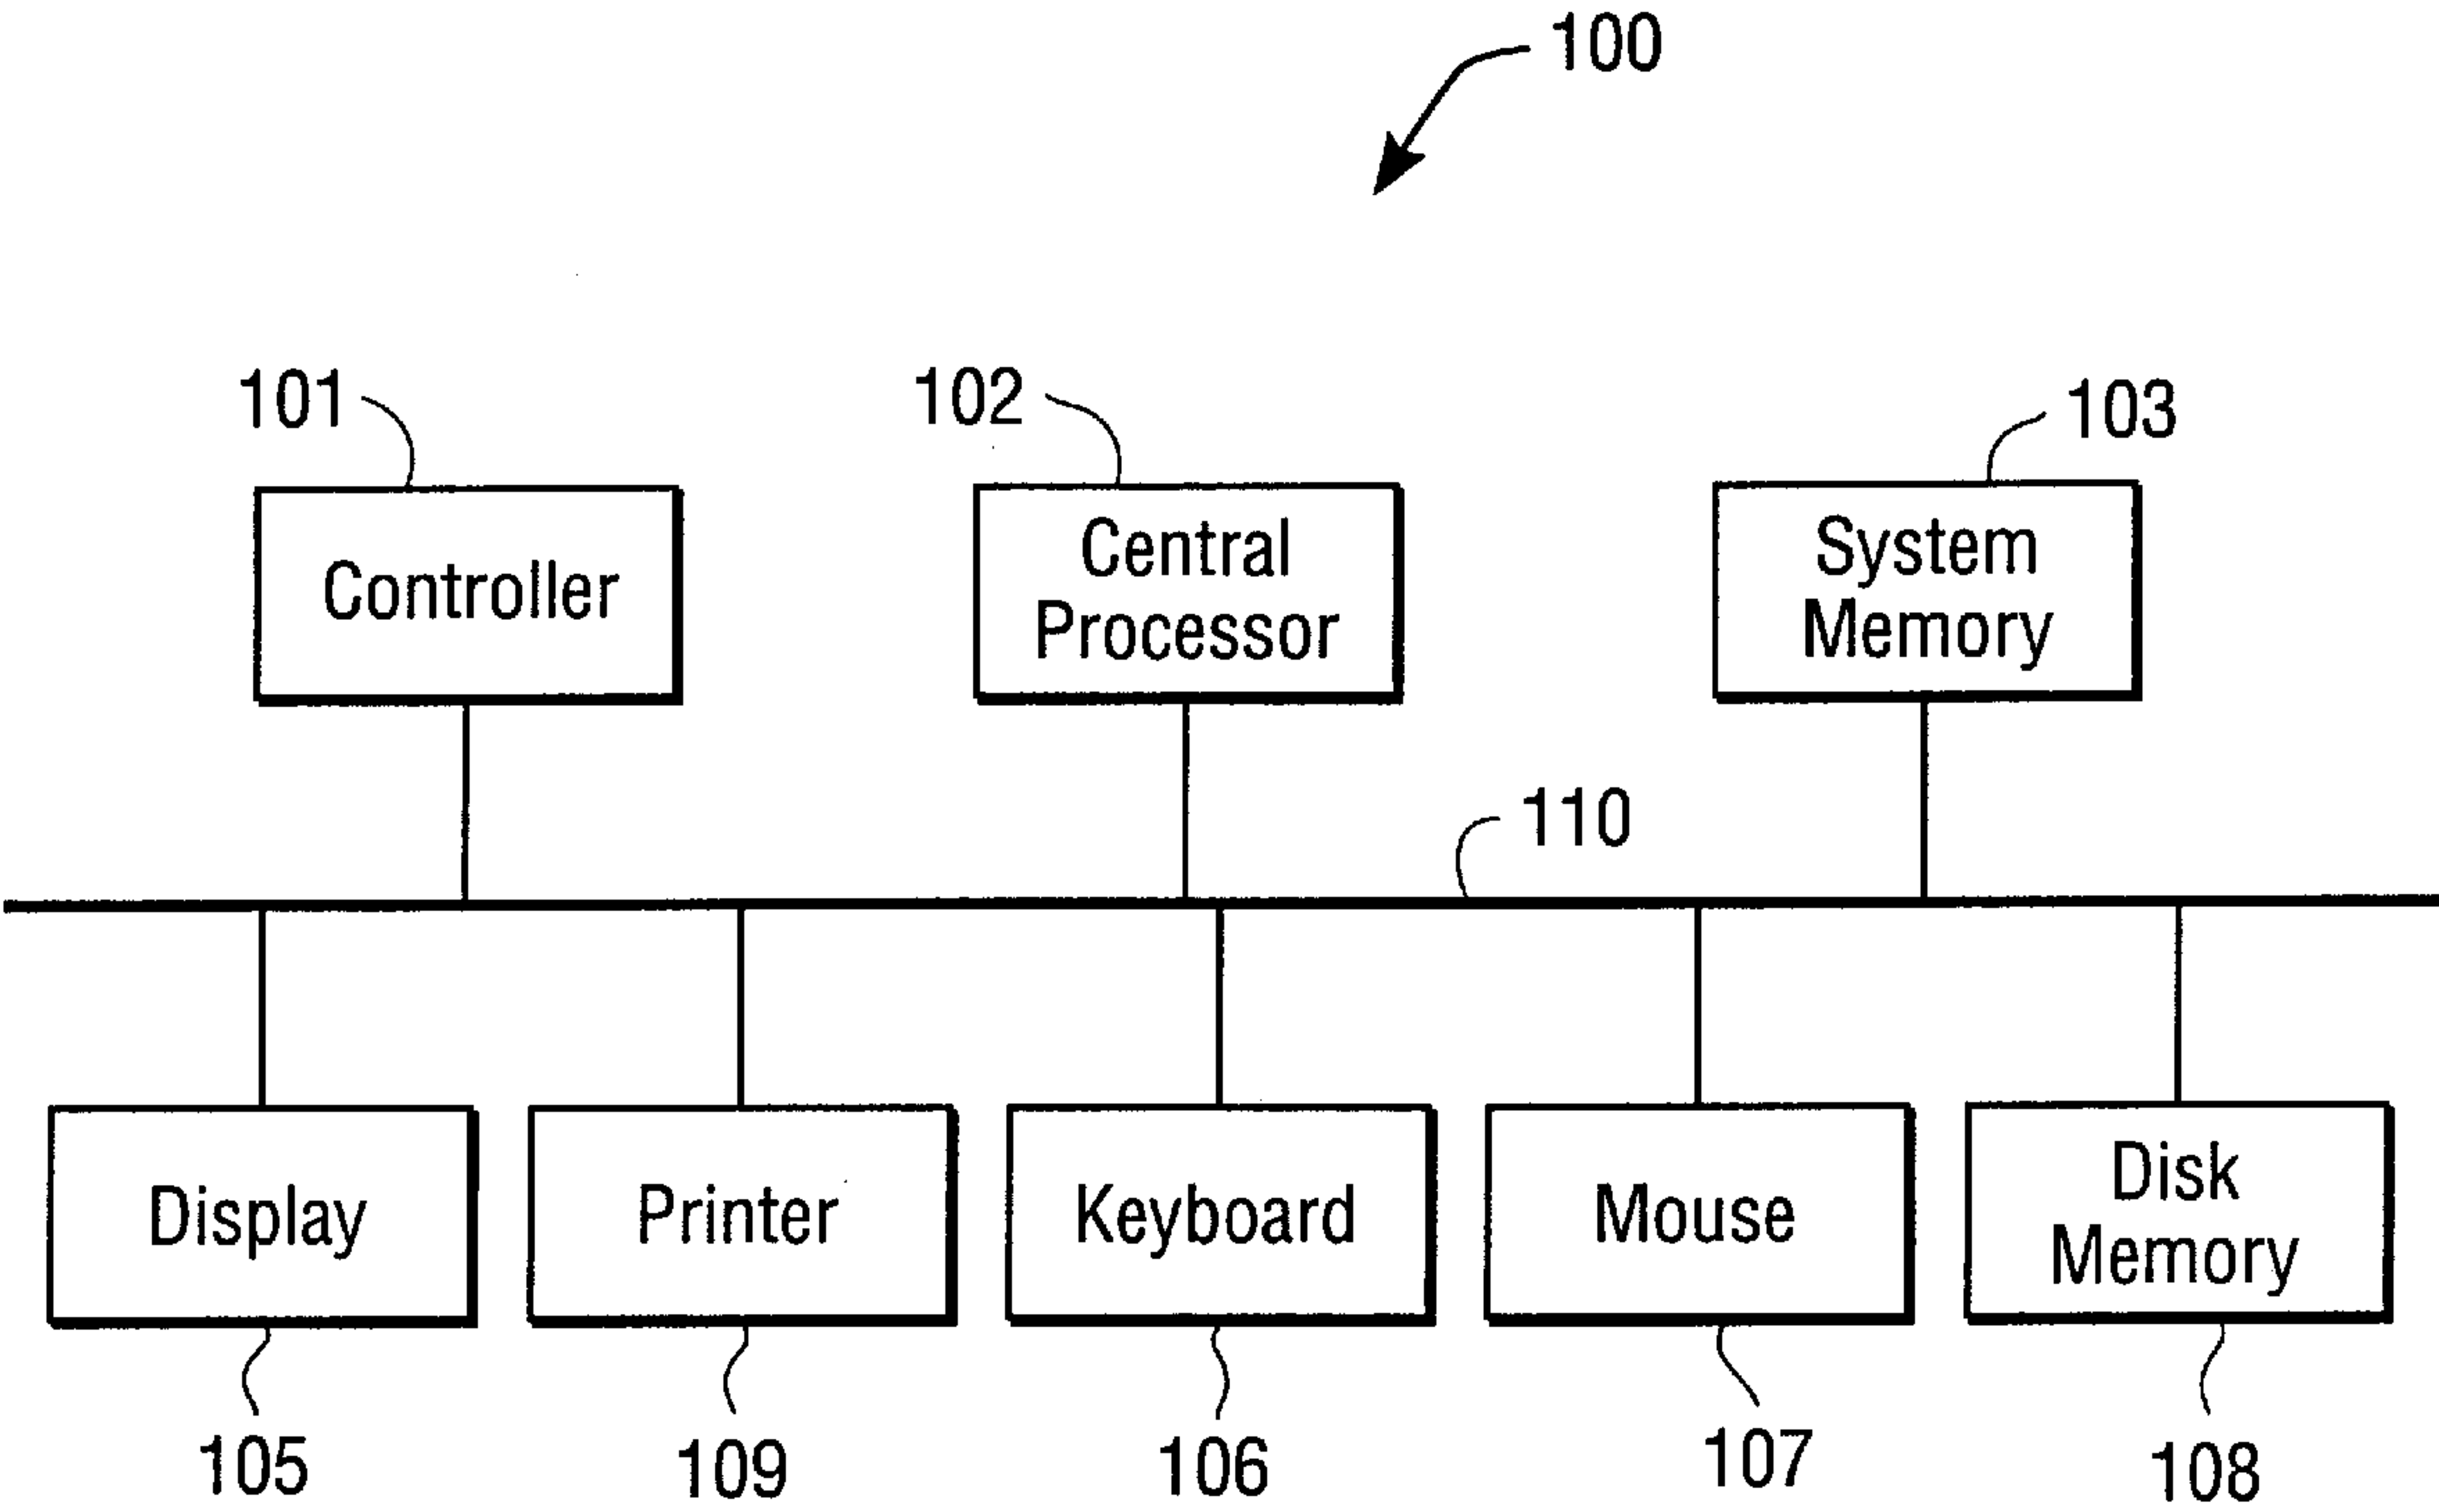 100
101
102
103
Controller
Central
Processor
System
Memory
110
Display
Printer
Keyboard
Mouse
Disk
Memory
105
109
106
107
108